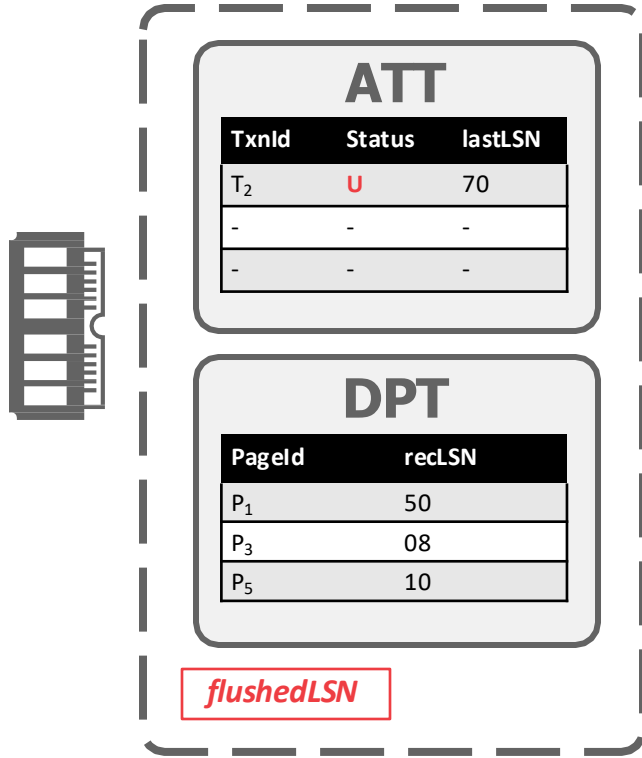 ATT
TxnId Status lastLSN
T₂ U 70
- - -
- - -
DPT
PageId recLSN
P₁ 50
P₃ 08
P₅ 10
flushedLSN